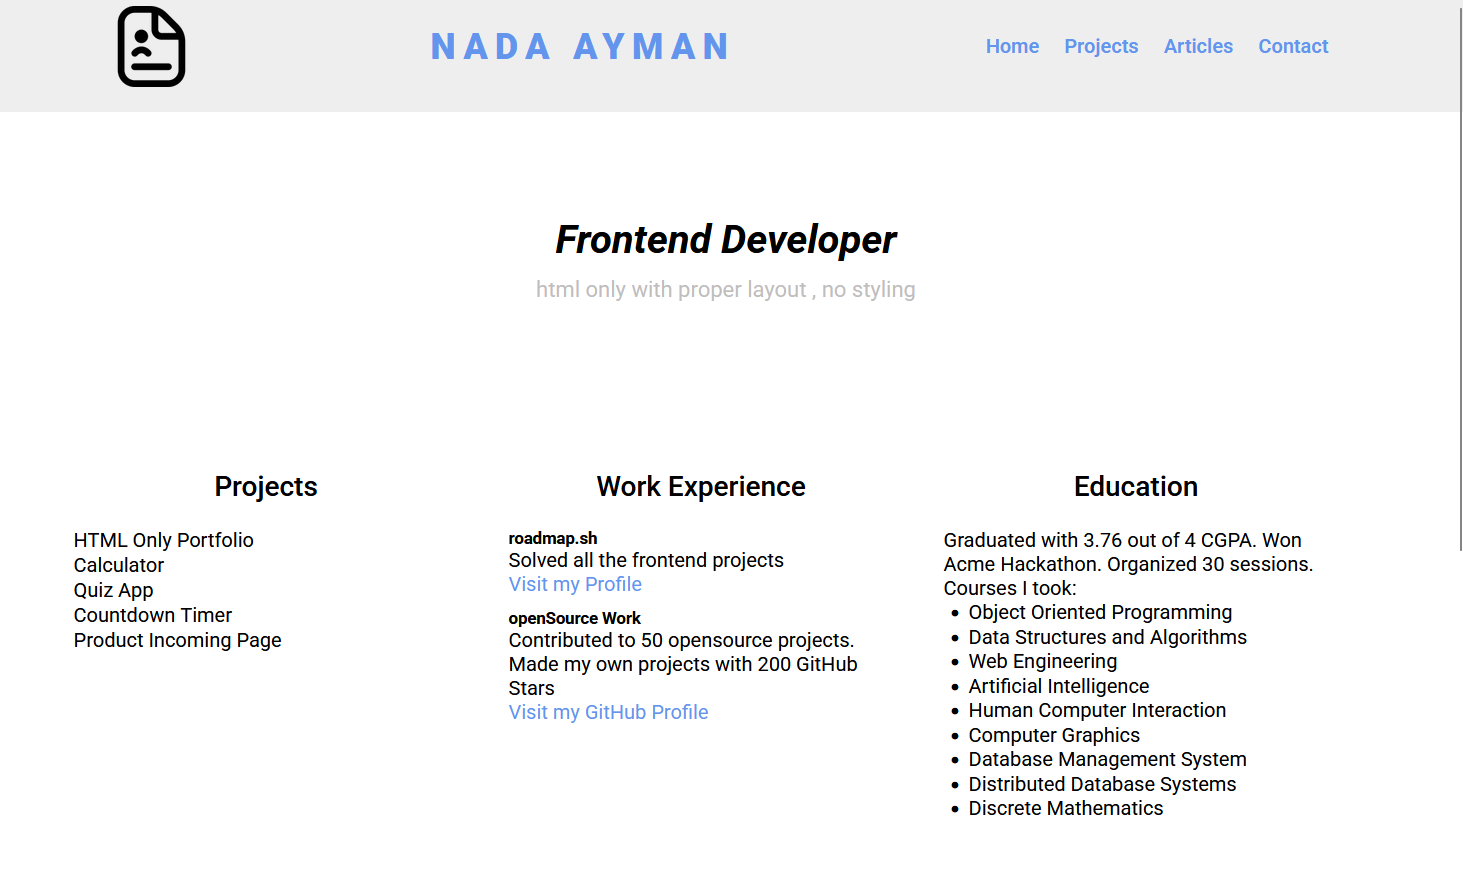 NADA AYMAN
Home Projects Articles Contact
Frontend Developer
html only with proper layout , no styling
Projects
HTML Only Portfolio
Calculator
Quiz App
Countdown Timer
Product Incoming Page
Work Experience
roadmap.sh
Solved all the frontend projects
Visit my Profile
openSource Work
Contributed to 50 opensource projects.
Made my own projects with 200 GitHub
Stars
Visit my GitHub Profile
Education
Graduated with 3.76 out of 4 CGPA. Won
Acme Hackathon. Organized 30 sessions.
Courses I took:
• Object Oriented Programming
• Data Structures and Algorithms
• Web Engineering
• Artificial Intelligence
• Human Computer Interaction
• Computer Graphics
• Database Management System
• Distributed Database Systems
• Discrete Mathematics